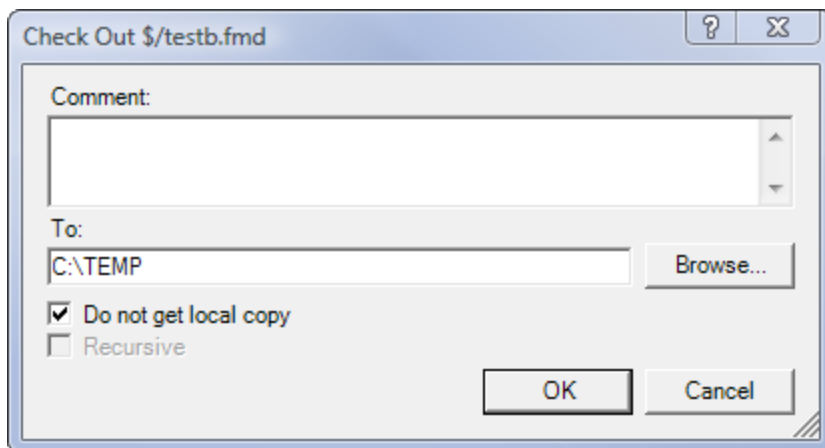 Check Out $/testb.fmd
Comment:
To:
C:\TEMP
Browse...
Do not get local copy
Recursive
OK
Cancel